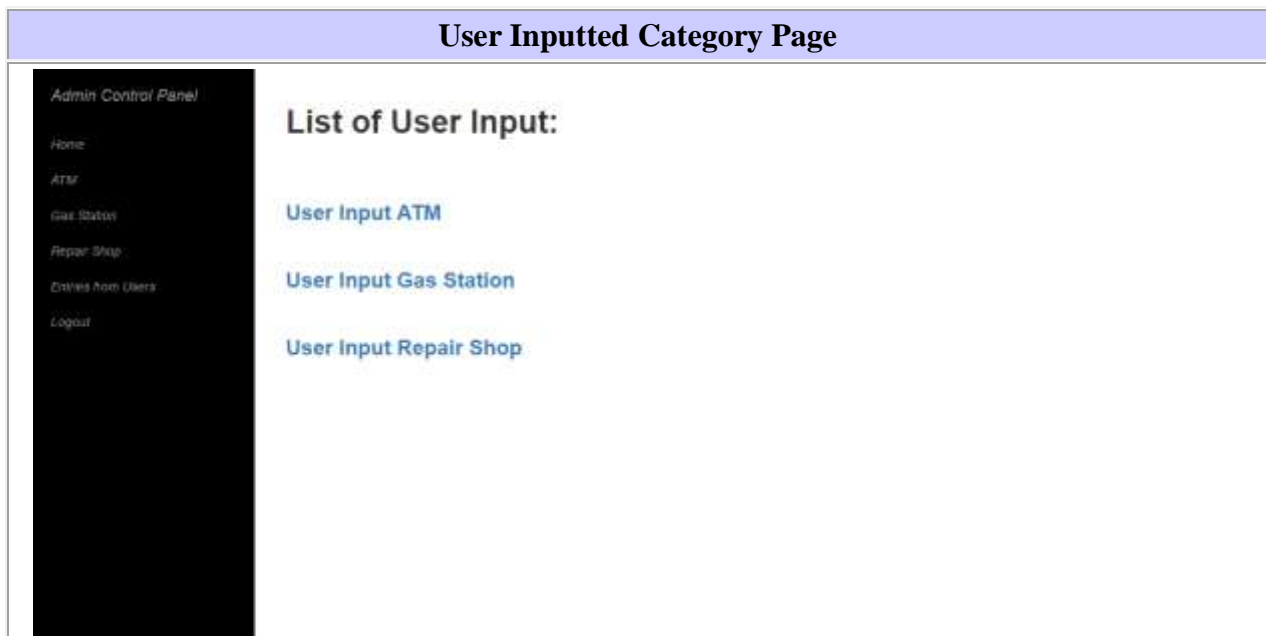 User Inputted Category Page
Admin Control Panel
Home
ATM
Gas Station
Repair Shop
Entries from Users
Logout
List of User Input:
User Input ATM
User Input Gas Station
User Input Repair Shop